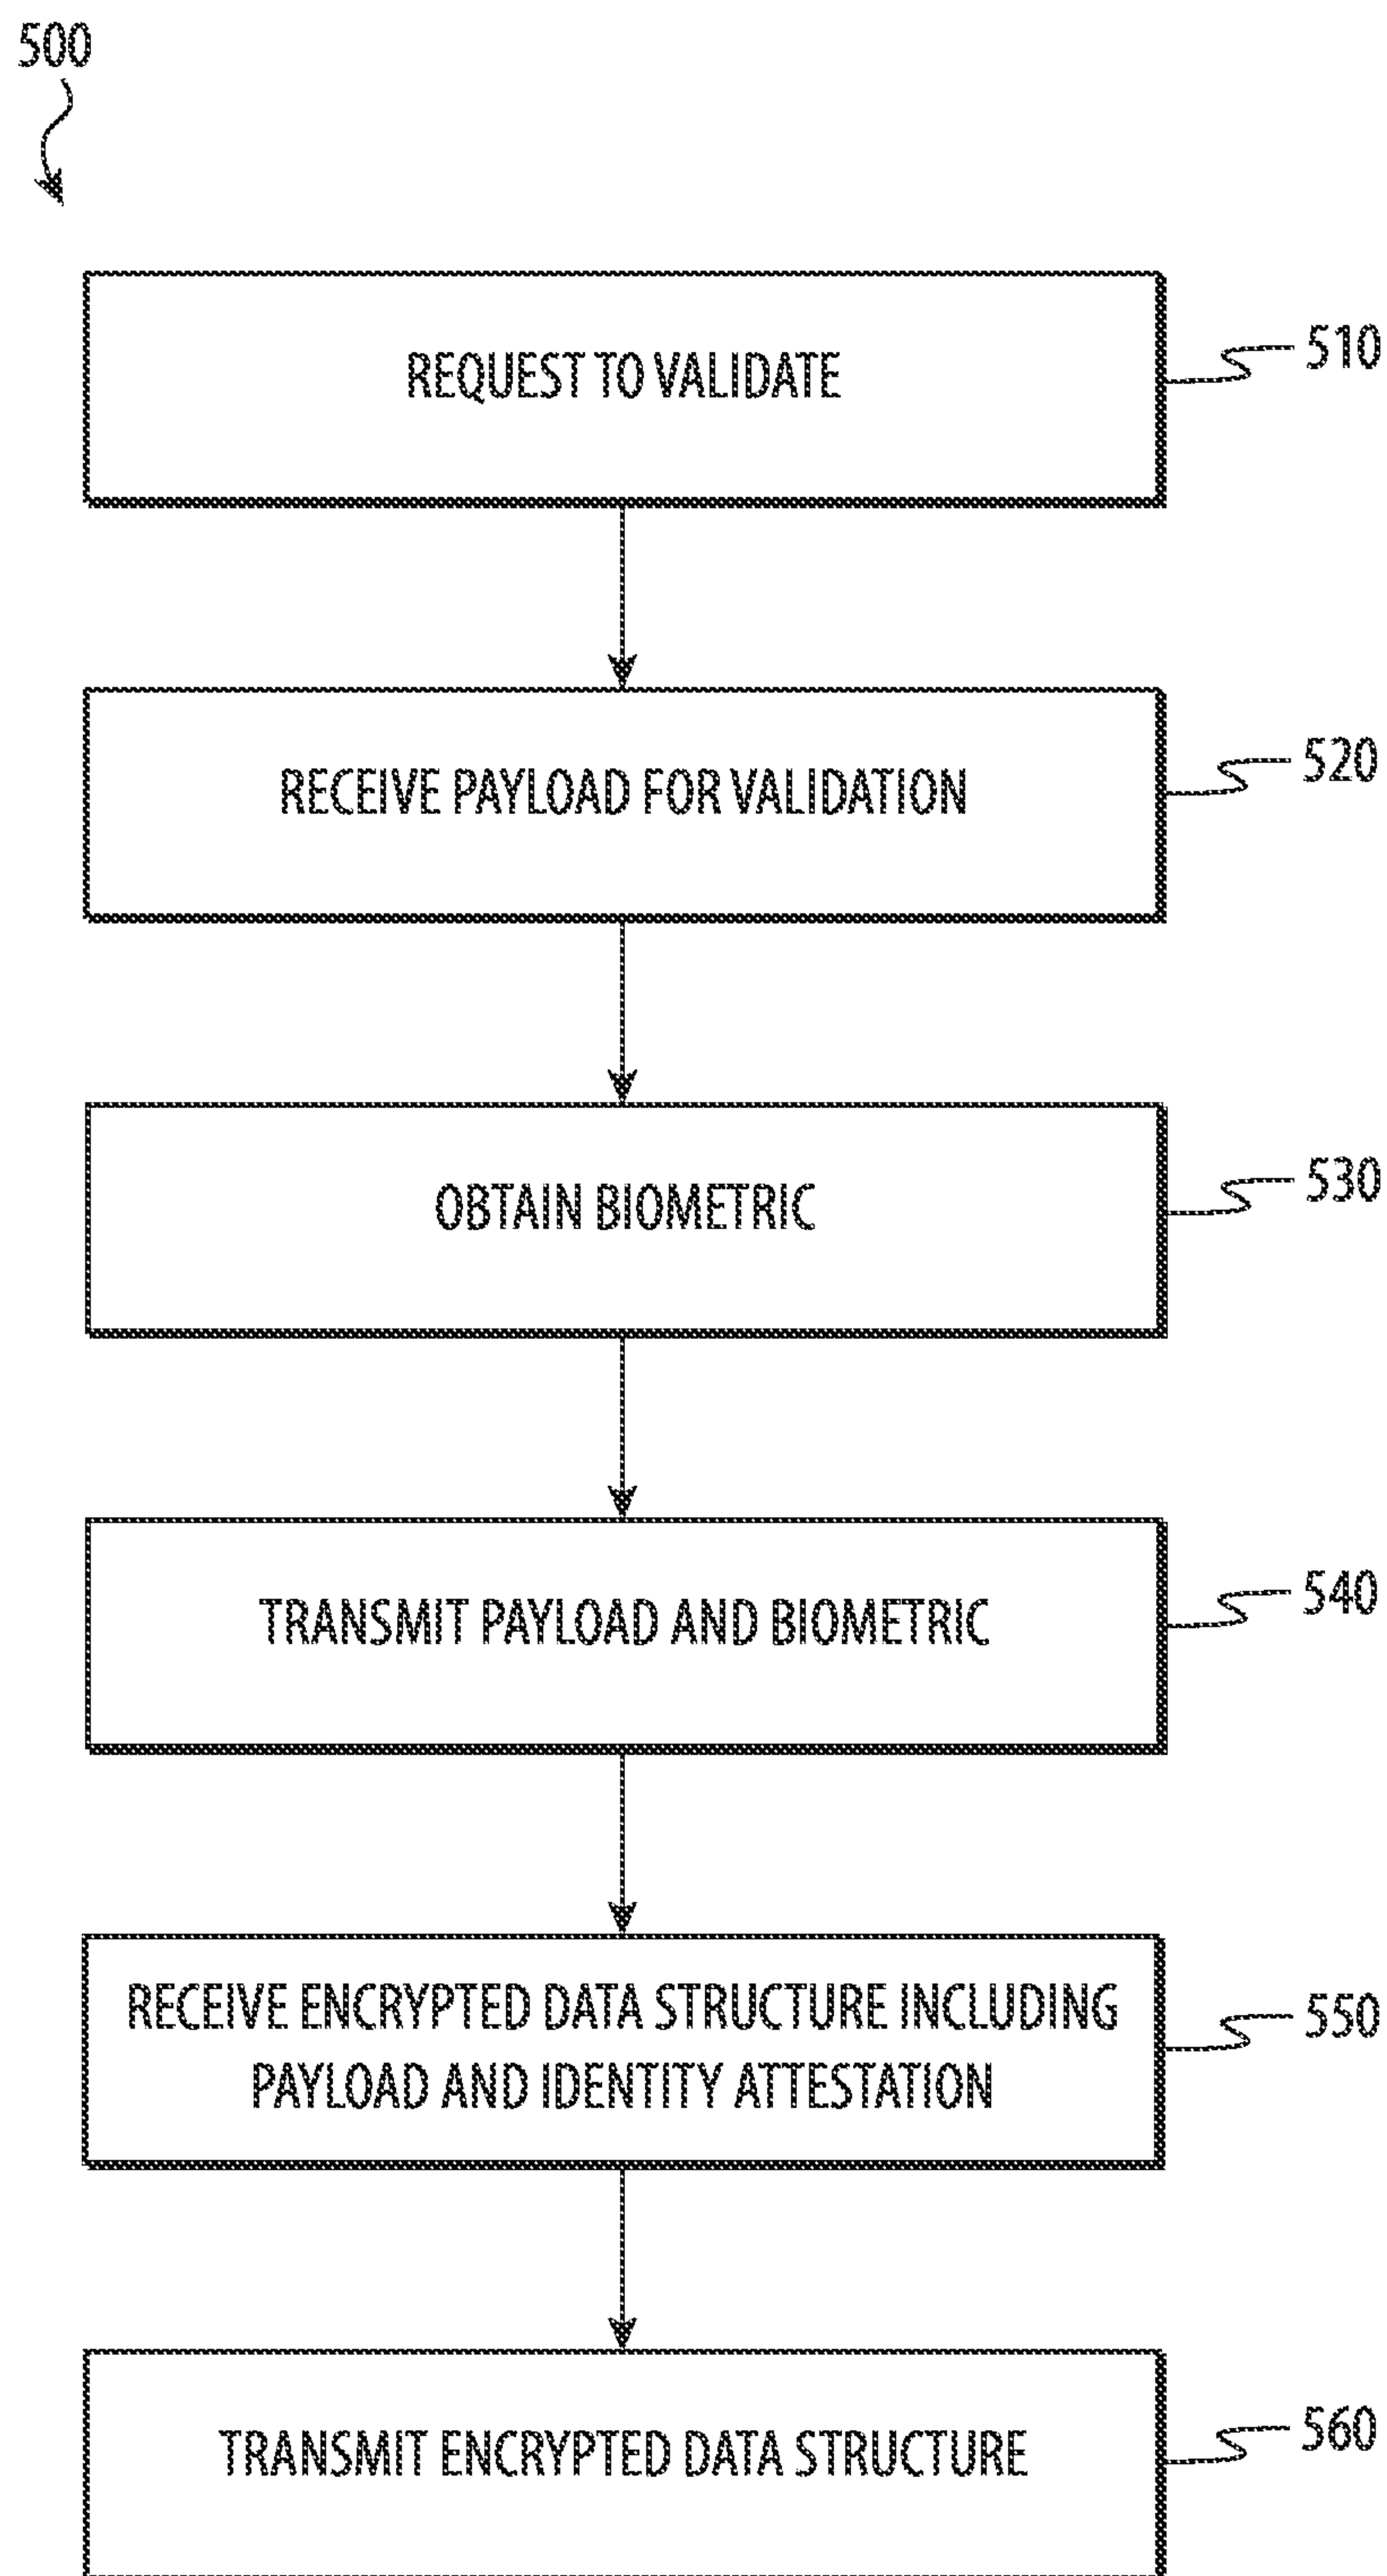 500
REQUEST TO VALIDATE
510
RECEIVE PAYLOAD FOR VALIDATION
520
OBTAIN BIOMETRIC
530
TRANSMIT PAYLOAD AND BIOMETRIC
540
RECEIVE ENCRYPTED DATA STRUCTURE INCLUDING
PAYLOAD AND IDENTITY ATTESTATION
550
TRANSMIT ENCRYPTED DATA STRUCTURE
560